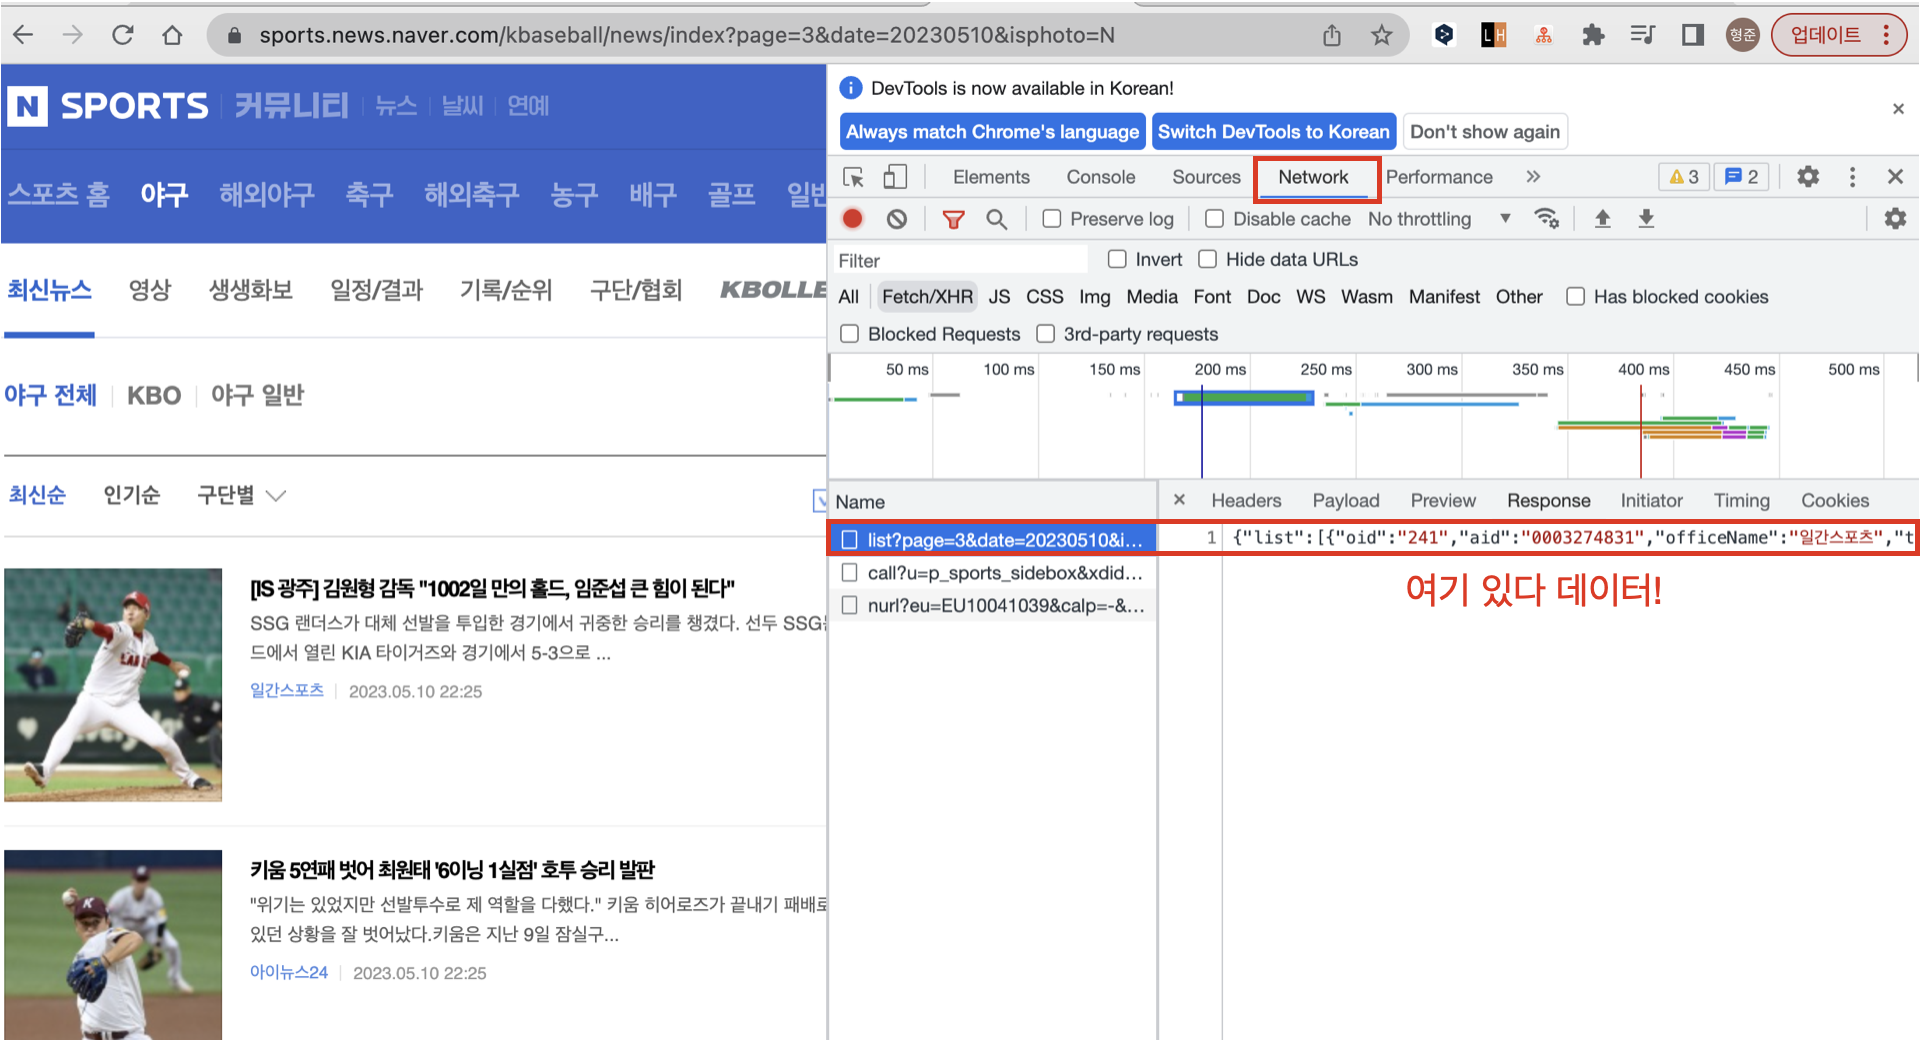 sports.news.naver.com/kbaseball/news/index?page=3&date=20230510&isphoto=N
LH
형준
업데이트
N SPORTS 커뮤니티 뉴스 날씨 연예
스포츠 홈 야구 해외야구 축구 해외축구 농구 배구 골프 일반
최신뉴스 영상 생생화보 일정/결과 기록/순위 구단/협회 KBOLLE
야구 전체 KBO 야구 일반
최신순 인기순 구단별
[IS 광주] 김원형 감독 "1002일 만의 홀드, 임준섭 큰 힘이 된다"
SSG 랜더스가 대체 선발을 투입한 경기에서 귀중한 승리를 챙겼다. 선두 SSG는
드에서 열린 KIA 타이거즈와 경기에서 5-3으로 ...
일간스포츠 2023.05.10 22:25
키움 5연패 벗어 최원태 '6이닝 1실점' 호투 승리 발판
"위기는 있었지만 선발투수로 제 역할을 다했다." 키움 히어로즈가 끝내기 패배로
있던 상황을 잘 벗어났다.키움은 지난 9일 잠실구...
아이뉴스24 2023.05.10 22:25
DevTools is now available in Korean!
Always match Chrome's language Switch DevTools to Korean Don't show again
Elements Console Sources Network Performance 3 2
Preserve log Disable cache No throttling
Filter Invert Hide data URLs
All Fetch/XHR JS CSS Img Media Font Doc WS Wasm Manifest Other Has blocked cookies
Blocked Requests 3rd-party requests
50 ms 100 ms 150 ms 200 ms 250 ms 300 ms 350 ms 400 ms 450 ms 500 ms
Name Headers Payload Preview Response Initiator Timing Cookies
list?page=3&date=20230510&i... 1 {"list":[{"oid":"241","aid":"0003274831","officeName":"일간스포츠","t
call?u=p_sports_sidebox&xdid...
nurl?eu=EU10041039&calp=-&...
여기 있다 데이터!